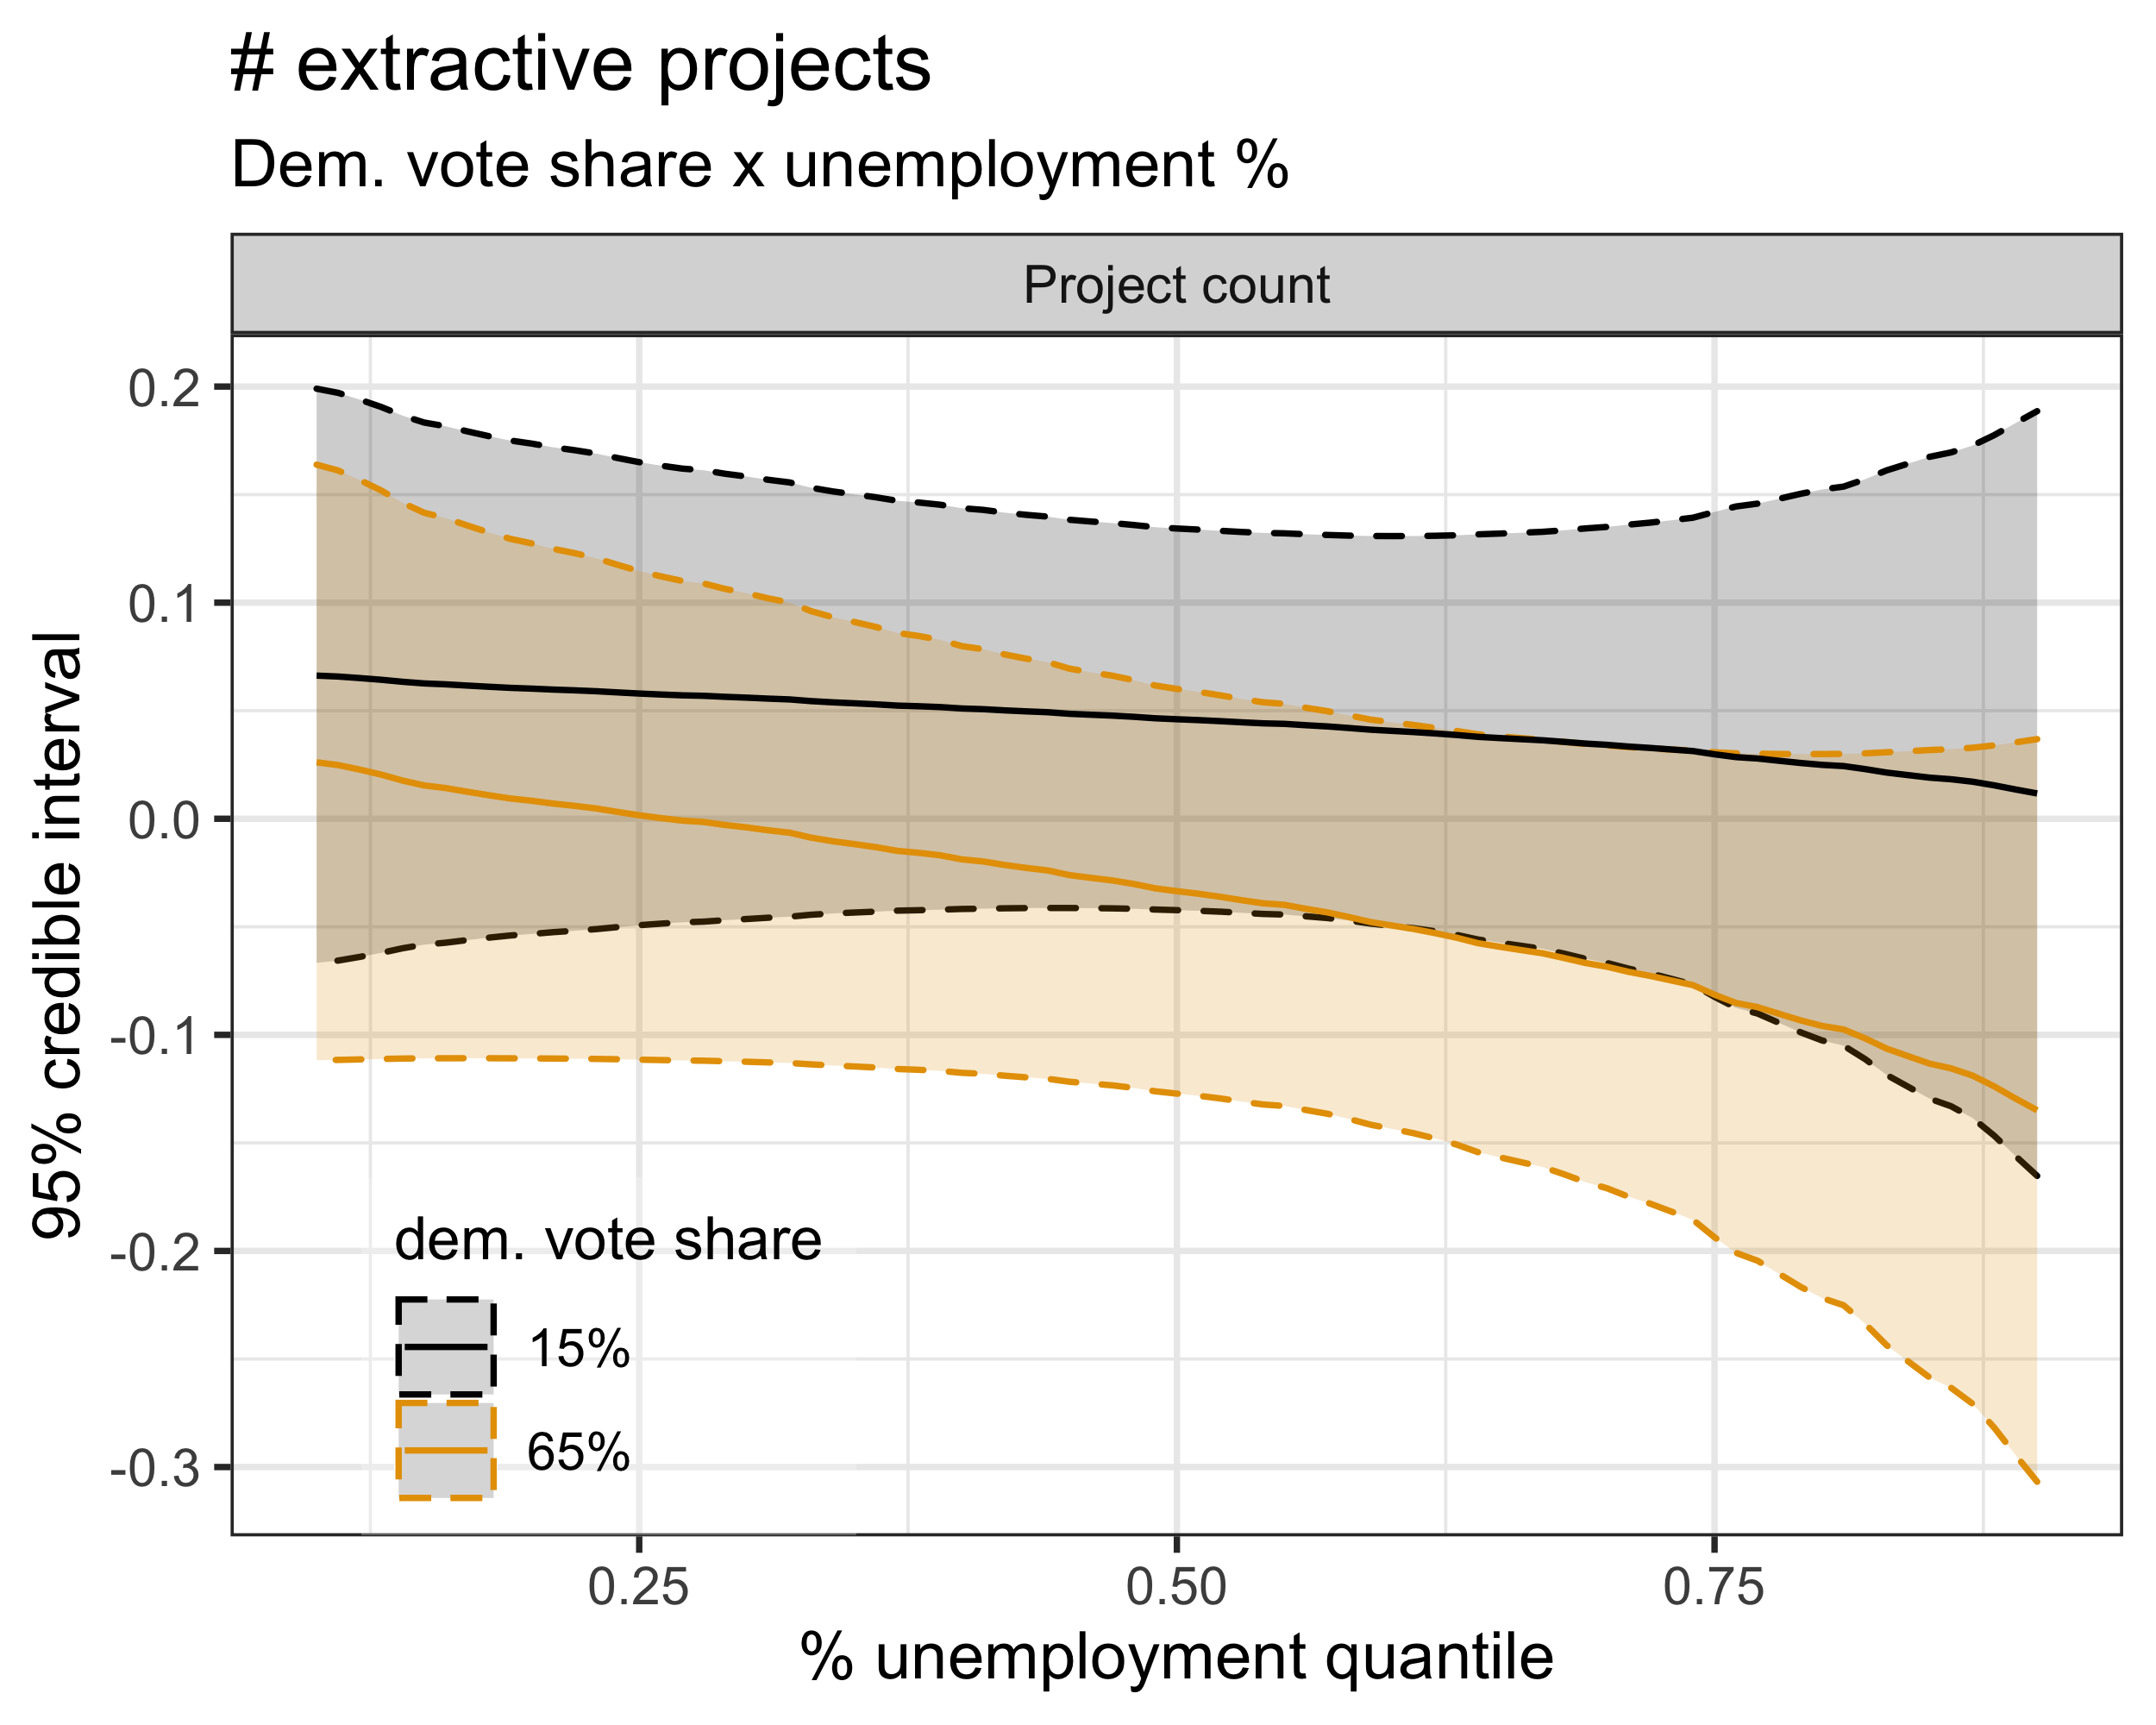 # extractive projects
Dem. vote share x unemployment %
Project count
95% credible interval
0.2
0.1
0.0
-0.1
-0.2
-0.3
dem. vote share
15%
65%
0.25
0.50
0.75
% unemployment quantile